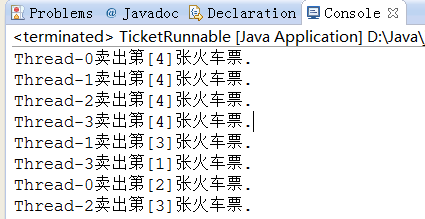 Problems @ Javadoc Declaration Console
<terminated> TicketRunnable [Java Application] D:\Java\
Thread-0卖出第[4]张火车票.
Thread-1卖出第[4]张火车票.
Thread-2卖出第[4]张火车票.
Thread-3卖出第[4]张火车票.
Thread-1卖出第[3]张火车票.
Thread-3卖出第[1]张火车票.
Thread-0卖出第[2]张火车票.
Thread-2卖出第[3]张火车票.